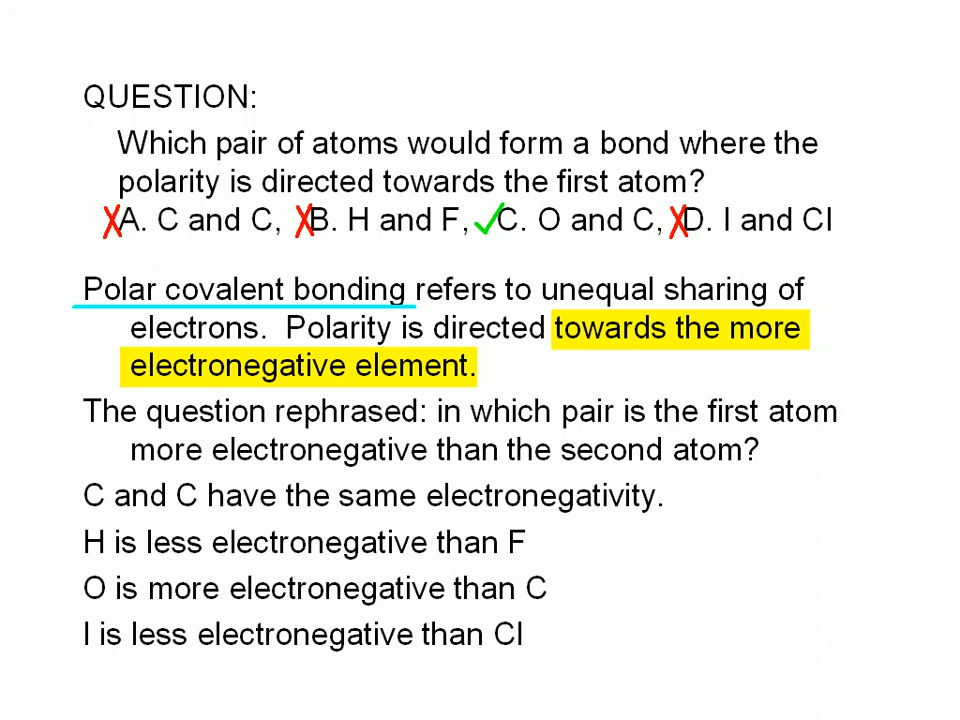 QUESTION:
Which pair of atoms would form a bond where the
polarity is directed towards the first atom?
A. C and C, B. H and F, C. O and C, D. I and Cl
Polar covalent bonding refers to unequal sharing of
electrons. Polarity is directed towards the more
electronegative element.
The question rephrased: in which pair is the first atom
more electronegative than the second atom?
C and C have the same electronegativity.
H is less electronegative than F
O is more electronegative than C
I is less electronegative than Cl